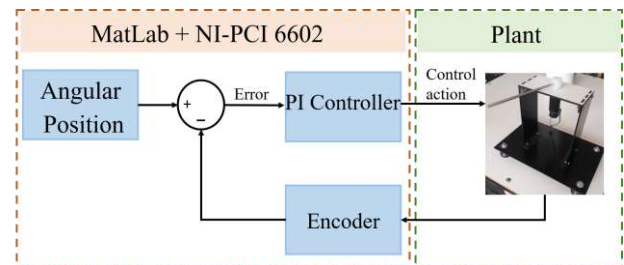 MatLab + NI-PCI 6602
Plant
Angular
Position
+
−
Error
PI Controller
Control
action
Encoder